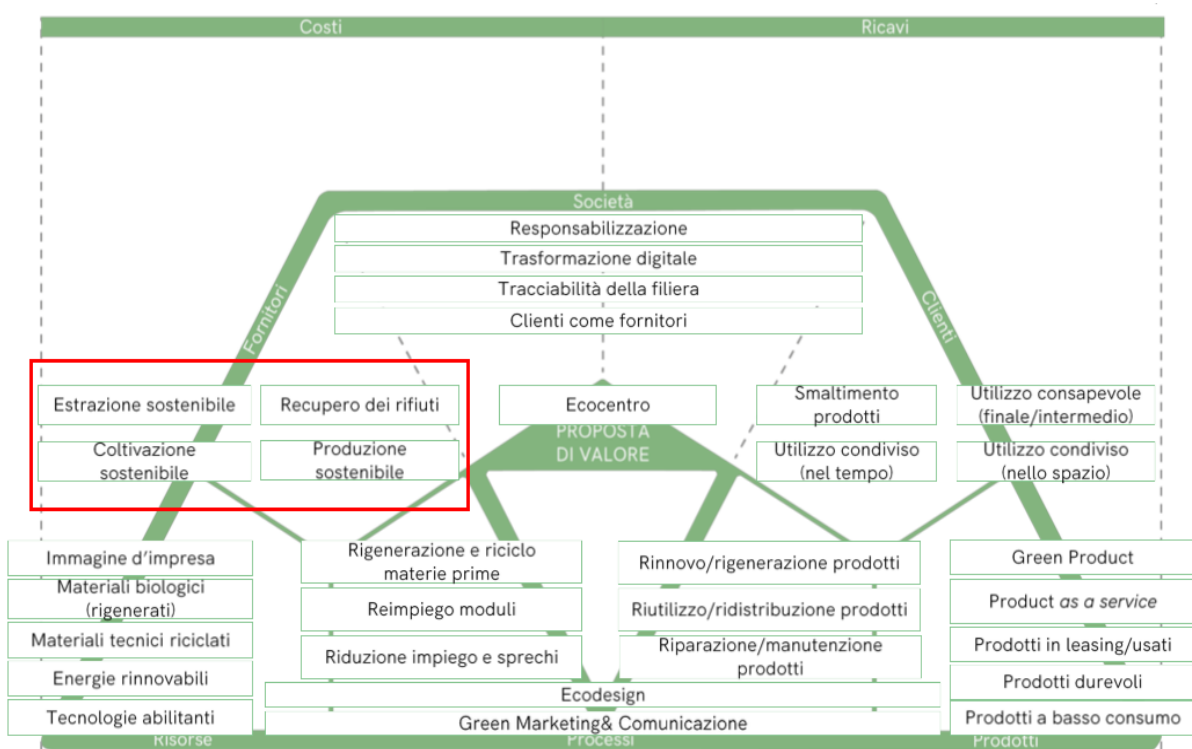 Costi
Ricavi
Società
Responsabilizzazione
Trasformazione digitale
Tracciabilità della filiera
Clienti come fornitori
Fornitori
Clienti
Estrazione sostenibile
Recupero dei rifiuti
Coltivazione
sostenibile
Produzione
sostenibile
Ecocentro
PROPOSTA
DI VALORE
Smaltimento
prodotti
Utilizzo consapevole
(finale/intermedio)
Utilizzo condiviso
(nel tempo)
Utilizzo condiviso
(nello spazio)
Immagine d'impresa
Materiali biologici
(rigenerati)
Materiali tecnici riciclati
Energie rinnovabili
Tecnologie abilitanti
Rigenerazione e riciclo
materie prime
Reimpiego moduli
Riduzione impiego e sprechi
Rinnovo/rigenerazione prodotti
Riutilizzo/ridistribuzione prodotti
Riparazione/manutenzione
prodotti
Green Product
Product as a service
Prodotti in leasing/usati
Prodotti durevoli
Prodotti a basso consumo
Ecodesign
Green Marketing& Comunicazione
Risorse
Processi
Prodotti